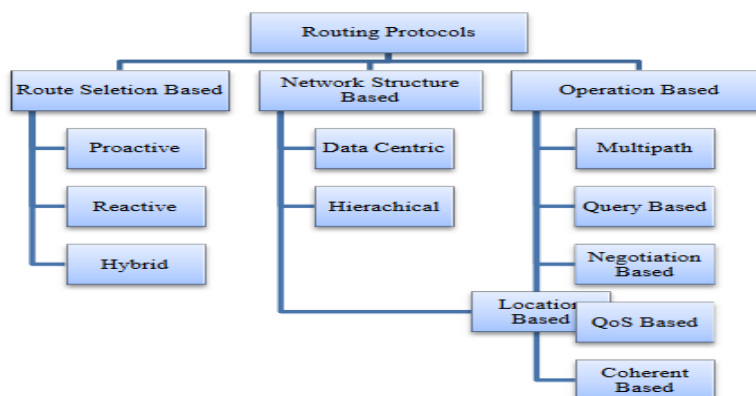 Routing Protocols
Route Seletion Based
Network Structure
Based
Operation Based
Proactive
Data Centric
Multipath
Reactive
Hierachical
Query Based
Hybrid
Negotiation
Based
Location
Based
QoS Based
Coherent
Based